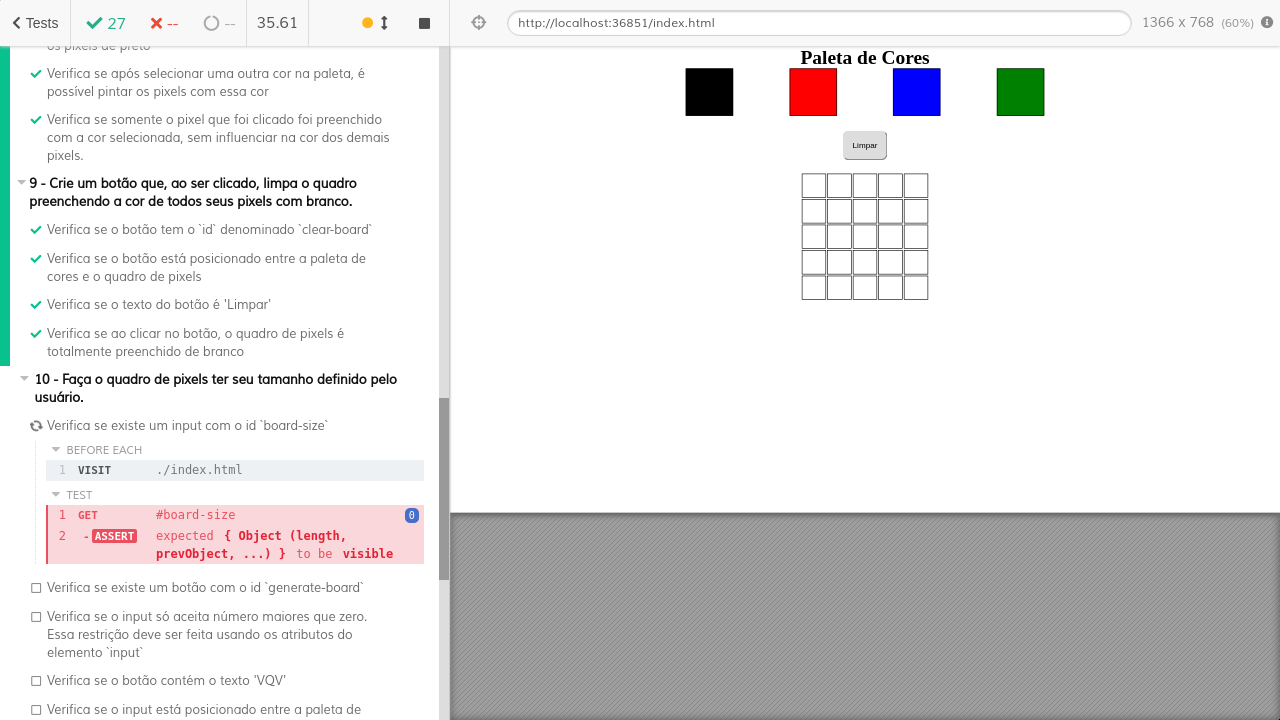 Tests
27
--
--
35.61
http://localhost:36851/index.html
1366 x 768 (60%)
os pixels de preto
Verifica se após selecionar uma outra cor na paleta, é
possível pintar os pixels com essa cor
Verifica se somente o pixel que foi clicado foi preenchido
com a cor selecionada, sem influenciar na cor dos demais
pixels.
9 - Crie um botão que, ao ser clicado, limpa o quadro
preenchendo a cor de todos seus pixels com branco.
Verifica se o botão tem o `id` denominado `clear-board`
Verifica se o botão está posicionado entre a paleta de
cores e o quadro de pixels
Verifica se o texto do botão é 'Limpar'
Verifica se ao clicar no botão, o quadro de pixels é
totalmente preenchido de branco
10 - Faça o quadro de pixels ter seu tamanho definido pelo
usuário.
Verifica se existe um input com o id `board-size`
BEFORE EACH
1 VISIT ./index.html
TEST
1 GET #board-size 0
2 -ASSERT expected { Object (length,
prevObject, ...) } to be visible
Verifica se existe um botão com o id `generate-board`
Verifica se o input só aceita número maiores que zero.
Essa restrição deve ser feita usando os atributos do
elemento `input`
Verifica se o botão contém o texto 'VQV'
Verifica se o input está posicionado entre a paleta de
Paleta de Cores
Limpar